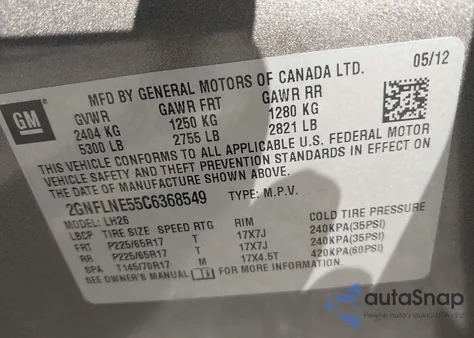 MFD BY GENERAL MOTORS OF CANADA LTD. 05/12
GM
GVWR GAWR FRT GAWR RR
2404 KG 1250 KG 1280 KG
5300 LB 2755 LB 2821 LB
THIS VEHICLE CONFORMS TO ALL APPLICABLE U.S. FEDERAL MOTOR
VEHICLE SAFETY AND THEFT PREVENTION STANDARDS IN EFFECT ON
THE DATE OF MANUFACTURE SHOWN ABOVE.
2GNFLNE55C6368549 TYPE: M.P.V.
MODEL: LH26
LBCP TIRE SIZE SPEED RTG RIM COLD TIRE PRESSURE
FRT P225/65R17 T 17X7J 240KPA(35PSI)
RR P225/65R17 T 17X7J 240KPA(35PSI)
SPA T145/70R17 M 17X4.5T 420KPA(60PSI)
SEE OWNER'S MANUAL FOR MORE INFORMATION
autoSnap